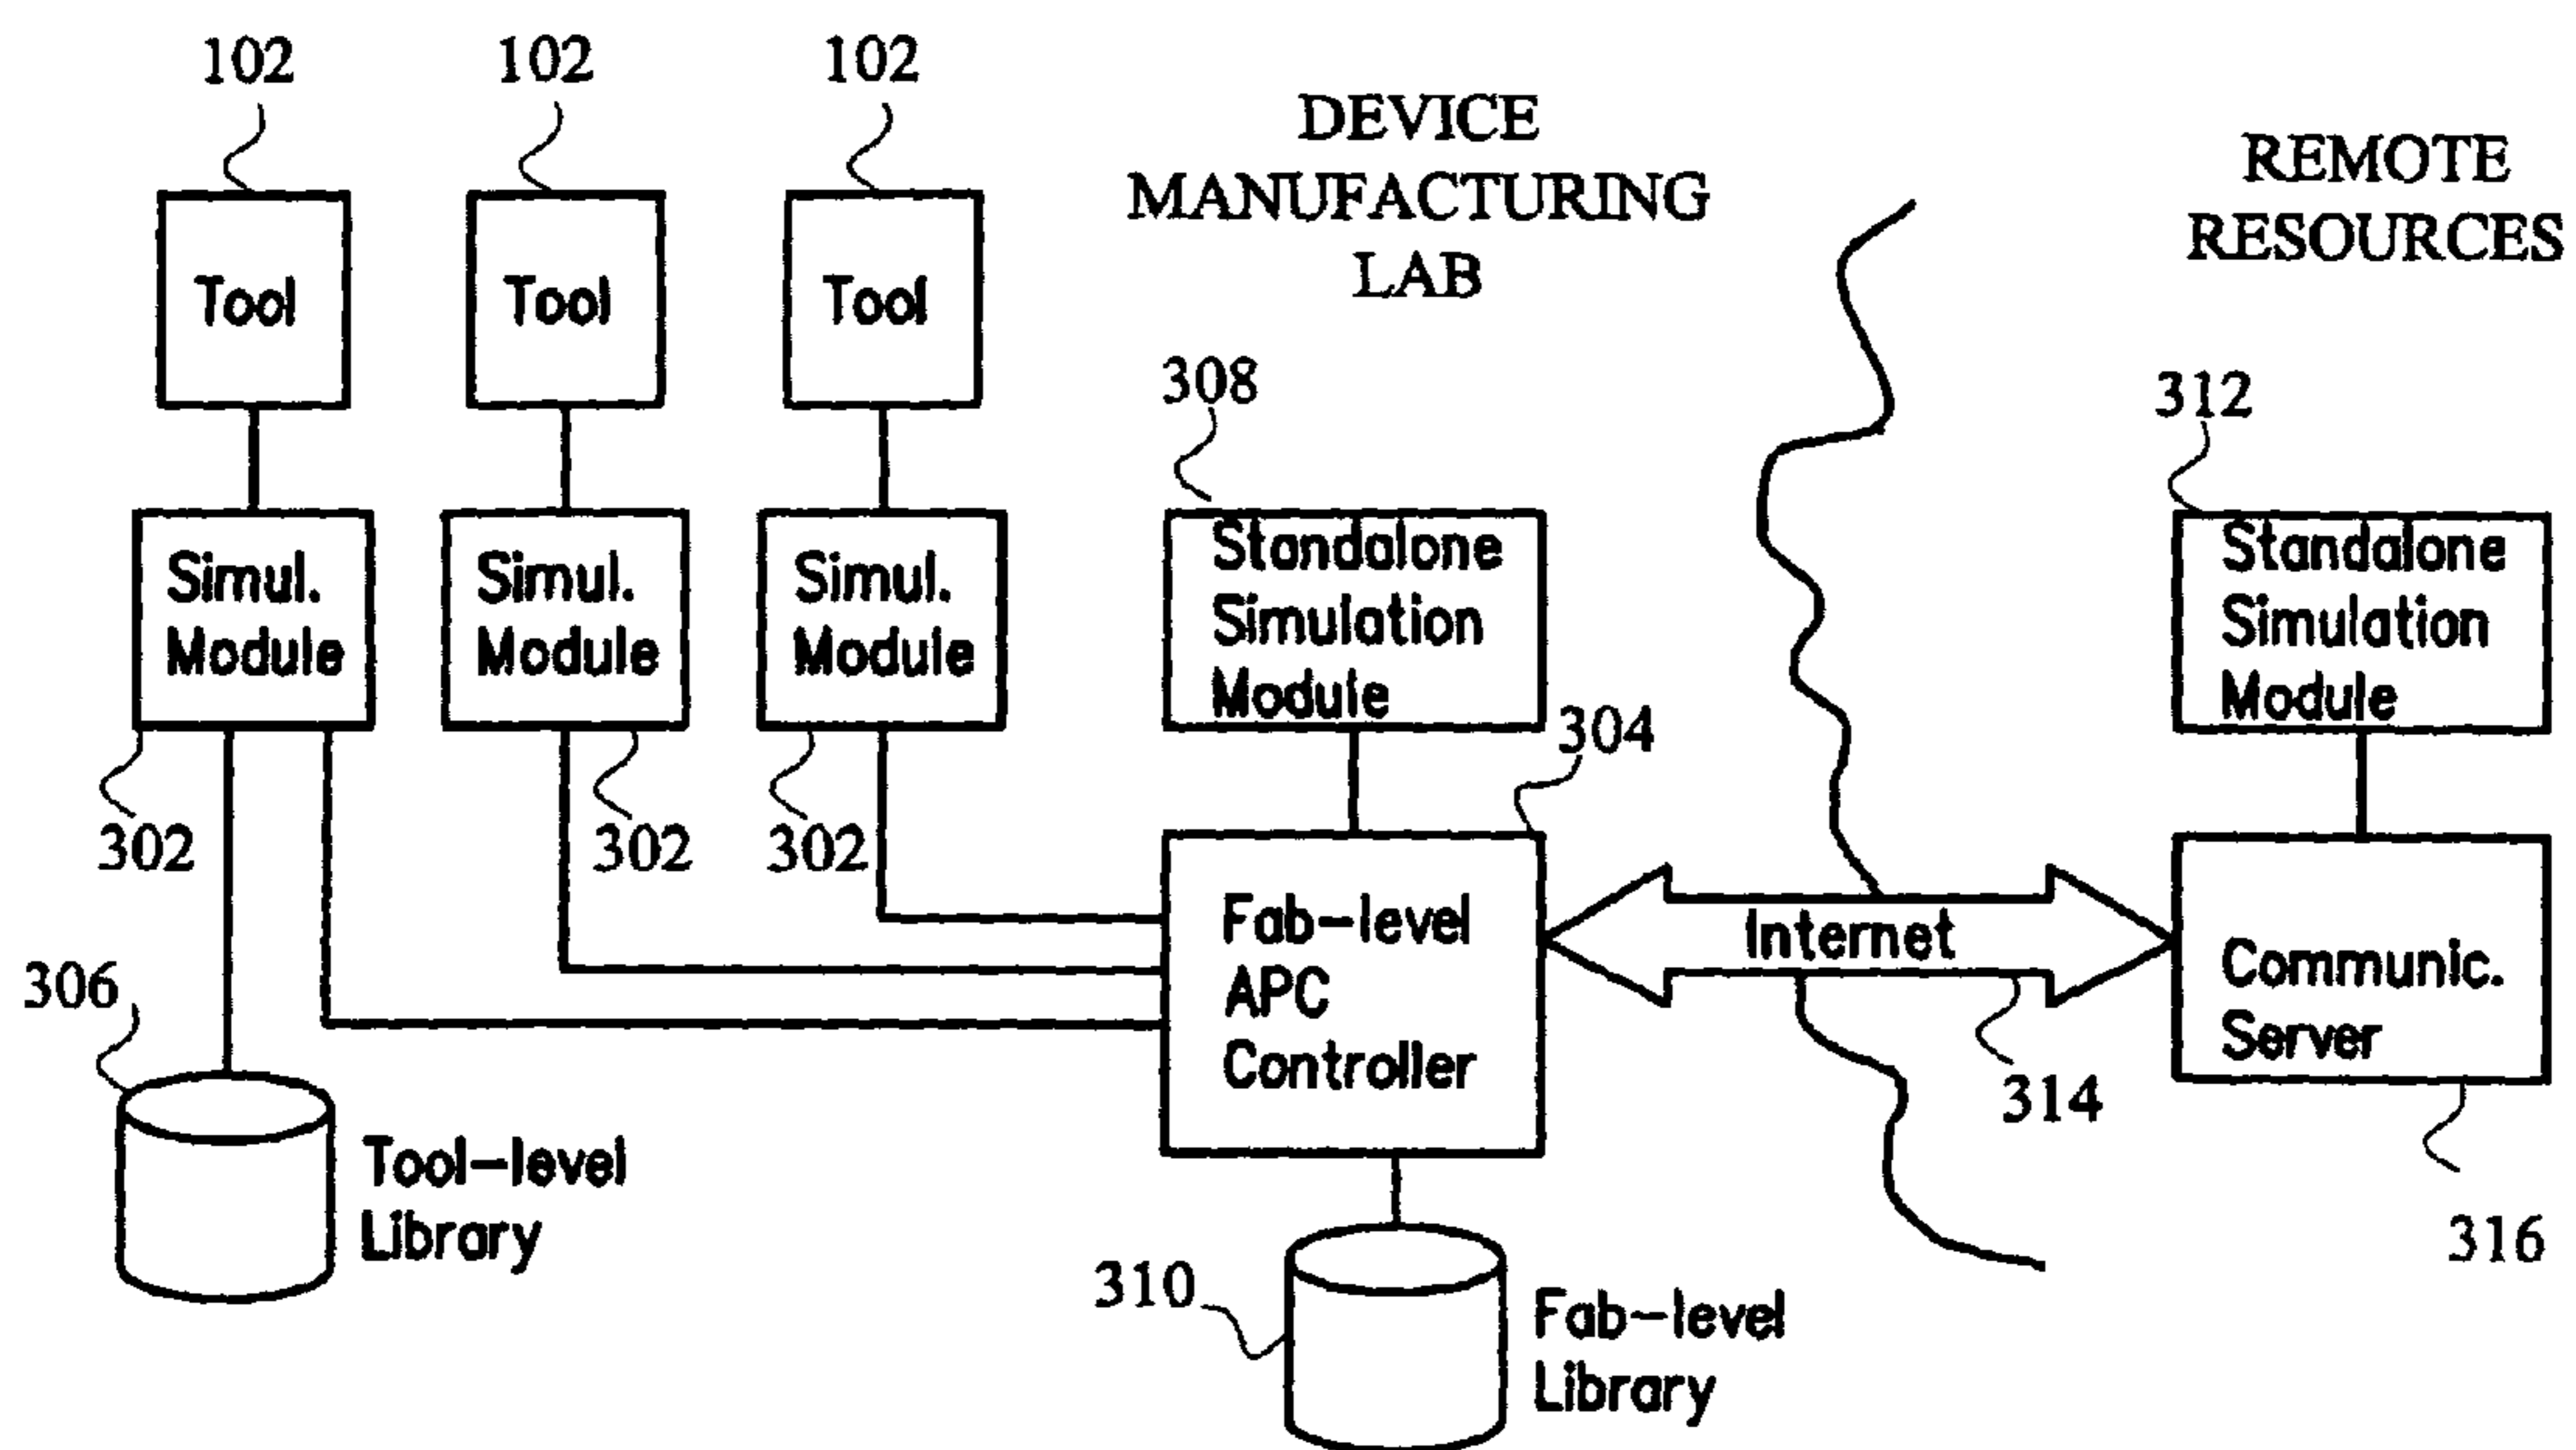 102
102
102
DEVICE
MANUFACTURING
LAB
REMOTE
RESOURCES
Tool
Tool
Tool
308
312
Simul.
Module
Simul.
Module
Simul.
Module
Standalone
Simulation
Module
Standalone
Simulation
Module
304
302
302
302
Fab-level
APC
Controller
Internet
Communic.
Server
306
314
Tool-level
Library
316
310
Fab-level
Library